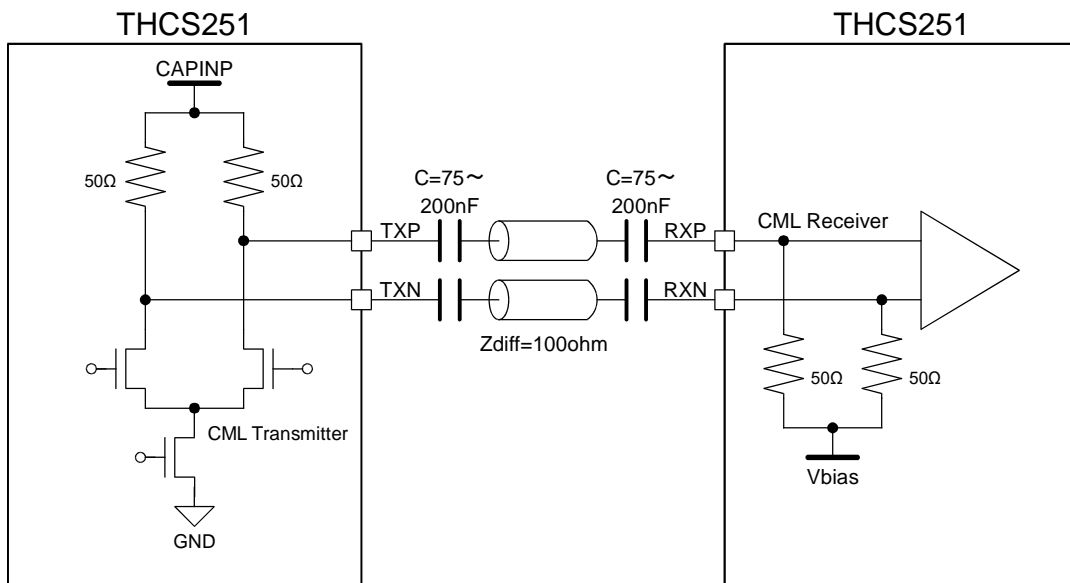 THCS251
THCS251
CAPINP
50Ω
50Ω
C=75～
200nF
C=75～
200nF
TXP
RXP
CML Receiver
TXN
RXN
Zdiff=100ohm
50Ω
50Ω
CML Transmitter
Vbias
GND